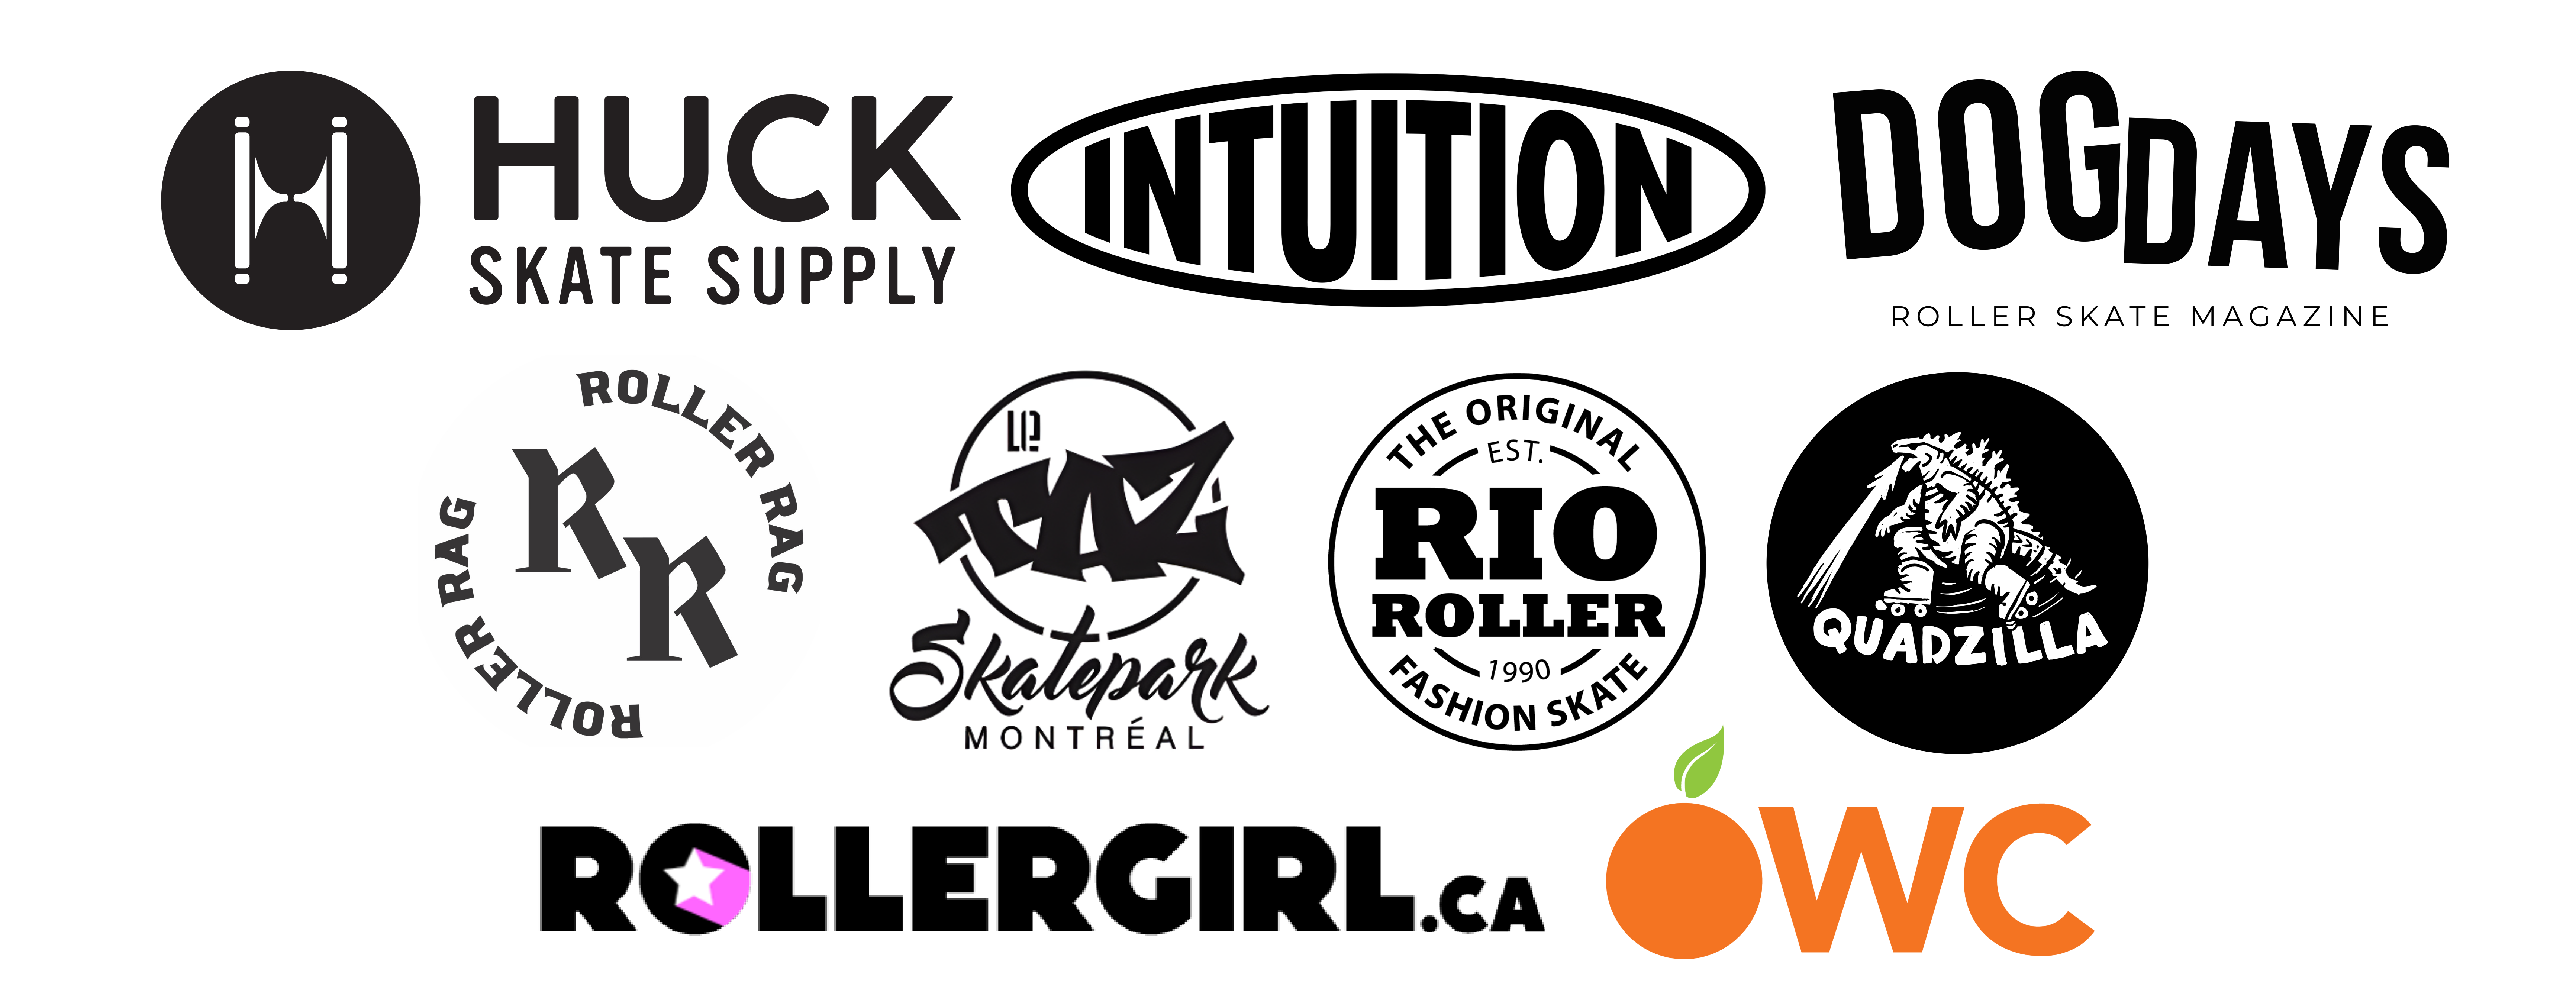 H
HUCK
SKATE SUPPLY
INTUITION
DOGDAYS
ROLLER SKATE MAGAZINE
ROLLER RAG
RR
ROLLER RAG
LE
TAZ
Skatepark
MONTRÉAL
THE ORIGINAL
EST.
RIO
ROLLER
1990
FASHION SKATE
QUADZILLA
ROLLERGIRL.CA
OWC